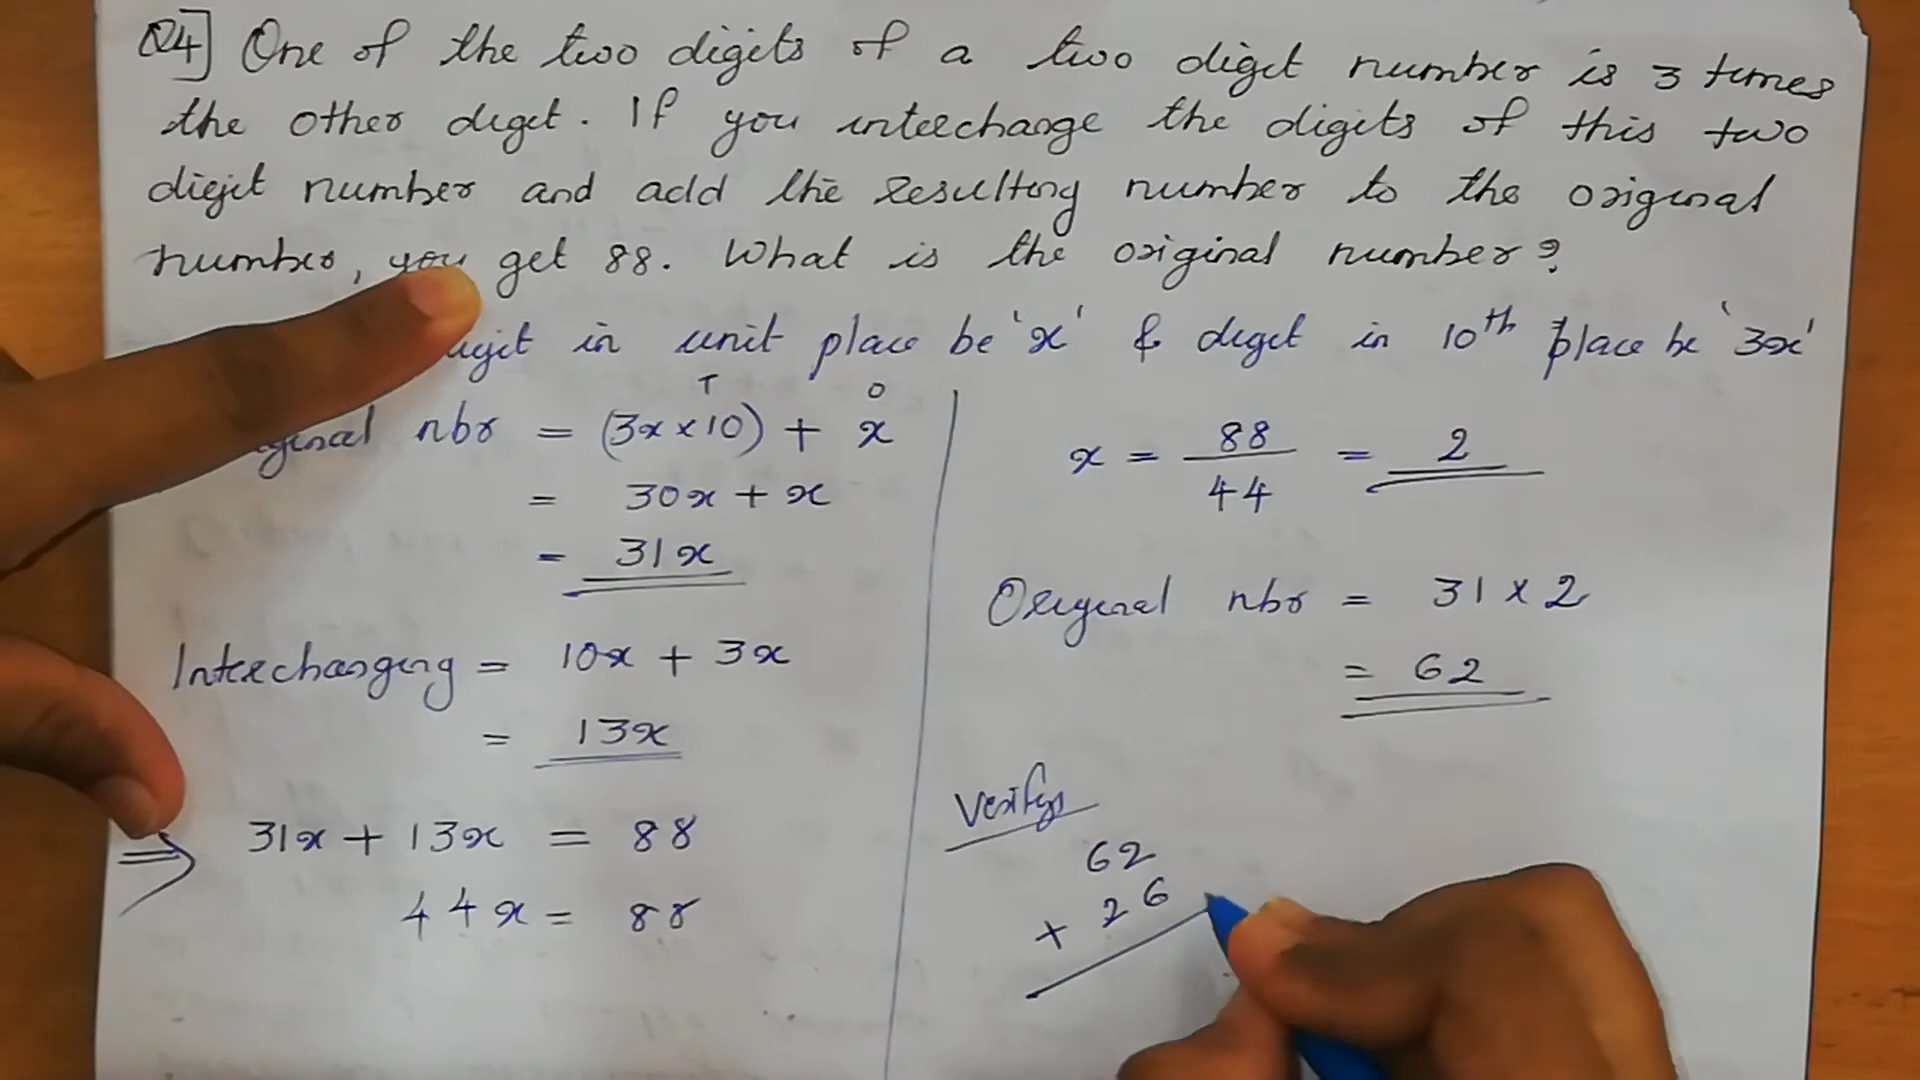 Q4] One of the two digits of a two digit number is 3 times
the other digit. If you interchange the digits of this two
digit number and add the resulting number to the original
number, you get 88. What is the original number?
digit in unit place be 'x' & digit in 10th place be '3x'
T O
nbr = (3x x 10) + x
= 30x + x
= 31x
Interchanging = 10x + 3x
= 13x
⇒ 31x + 13x = 88
44x = 88
x = 88/44 = 2
Original nbr = 31 x 2
= 62
Verify
62
+ 26